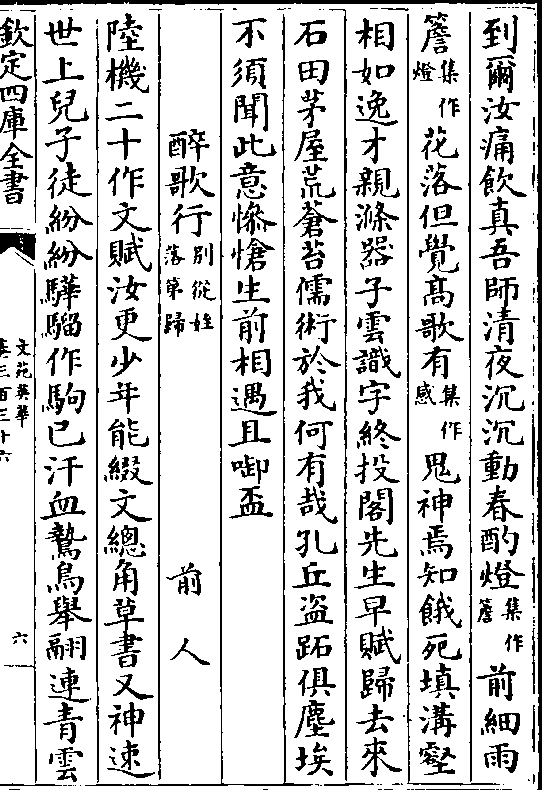 到爾汝痛飲真吾師清夜沉沉動春酌燈集作簷前細雨
簷集作燈花落但覺髙歌有集作感鬼神焉知餓死填溝壑
相如逸才親滌器子雲識字終投閣先生早賦歸去來
石田茅屋荒蒼苔儒術於我何有哉孔丘盗跖俱塵埃
不須聞此意慘愴生前相遇且啣盃
醉歌行别從姪落第歸 前人
陸機二十作文賦汝更少年能綴文總角草書又神速
世上兒子徒紛紛驊騮作駒已汗血鷙鳥舉翮連青雲
欽定四庫全書
文苑英華
卷三百三十六
六